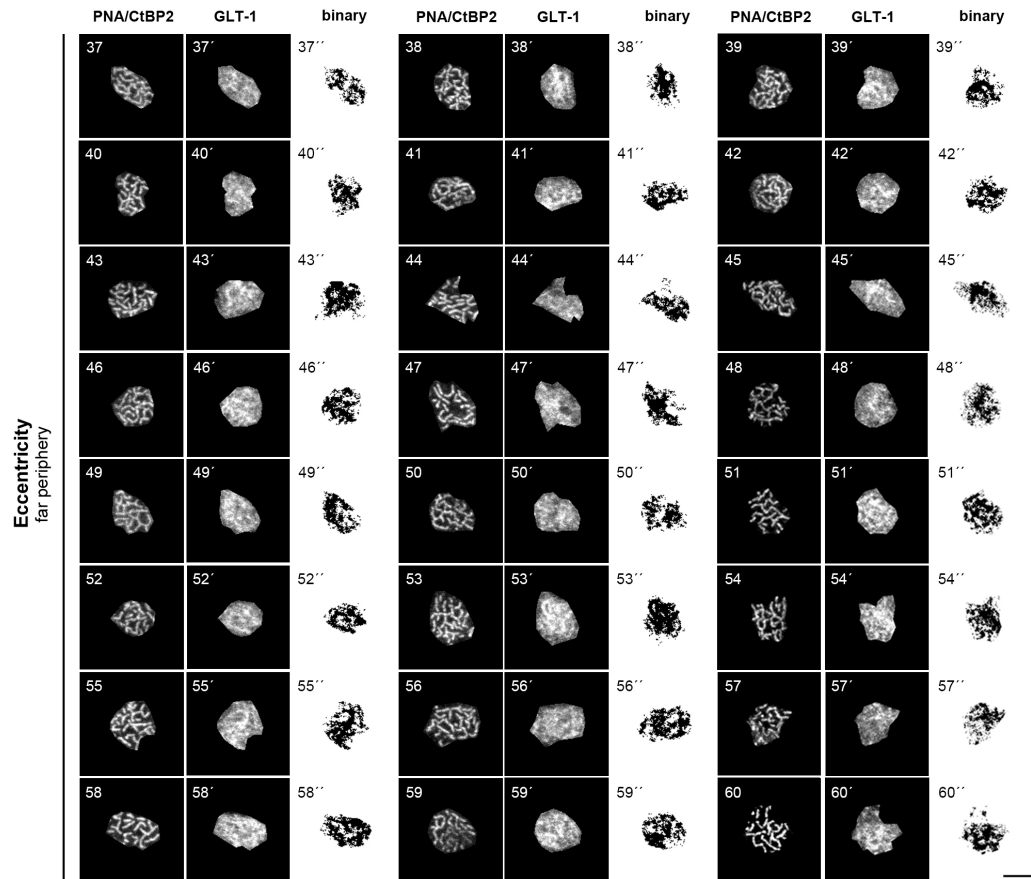 PNA/CtBP2 GLT-1 binary PNA/CtBP2 GLT-1 binary PNA/CtBP2 GLT-1 binary
37 37´ 37´´ 38 38´ 38´´ 39 39´ 39´´
40 40´ 40´´ 41 41´ 41´´ 42 42´ 42´´
43 43´ 43´´ 44 44´ 44´´ 45 45´ 45´´
46 46´ 46´´ 47 47´ 47´´ 48 48´ 48´´
Eccentricity
far periphery
49 49´ 49´´ 50 50´ 50´´ 51 51´ 51´´
52 52´ 52´´ 53 53´ 53´´ 54 54´ 54´´
55 55´ 55´´ 56 56´ 56´´ 57 57´ 57´´
58 58´ 58´´ 59 59´ 59´´ 60 60´ 60´´